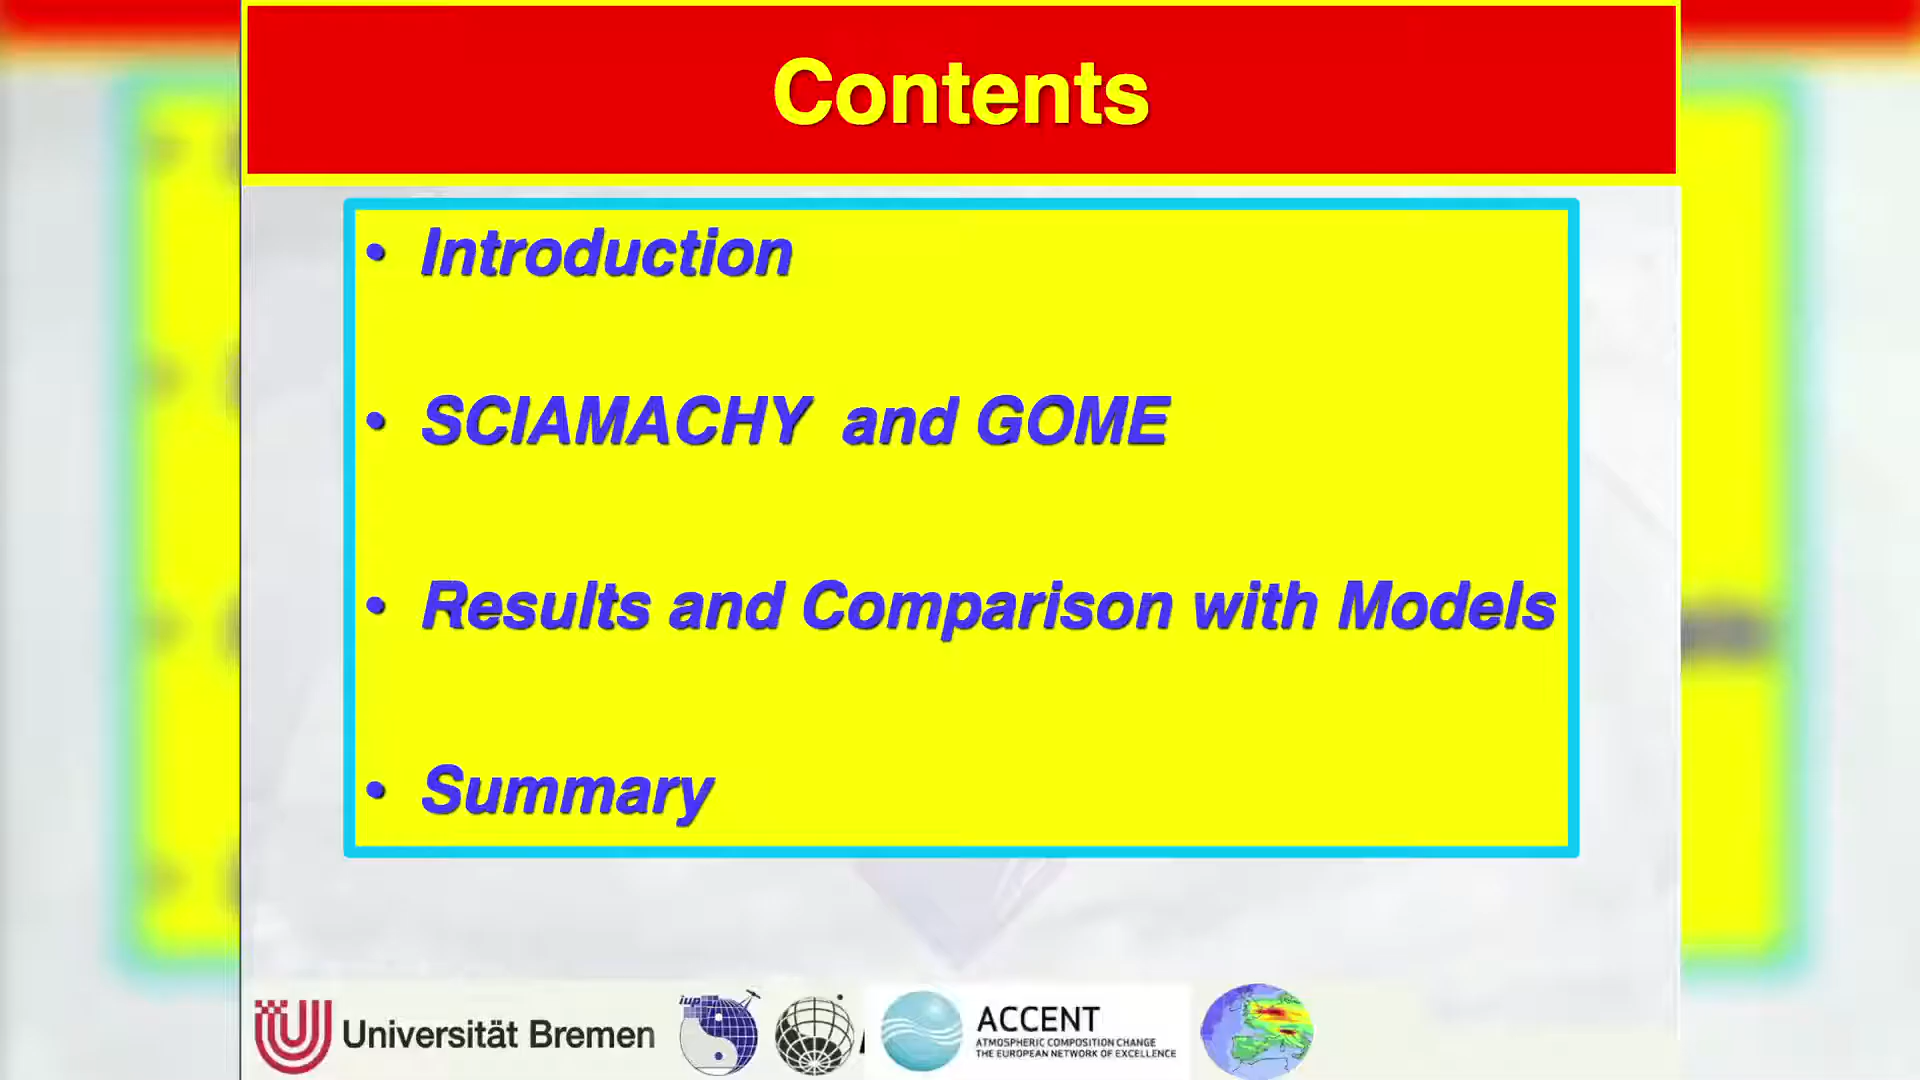 Contents
• Introduction
• SCIAMACHY and GOME
• Results and Comparison with Models
• Summary
Universität Bremen
iup
ACCENT
ATMOSPHERIC COMPOSITION CHANGE
THE EUROPEAN NETWORK OF EXCELLENCE